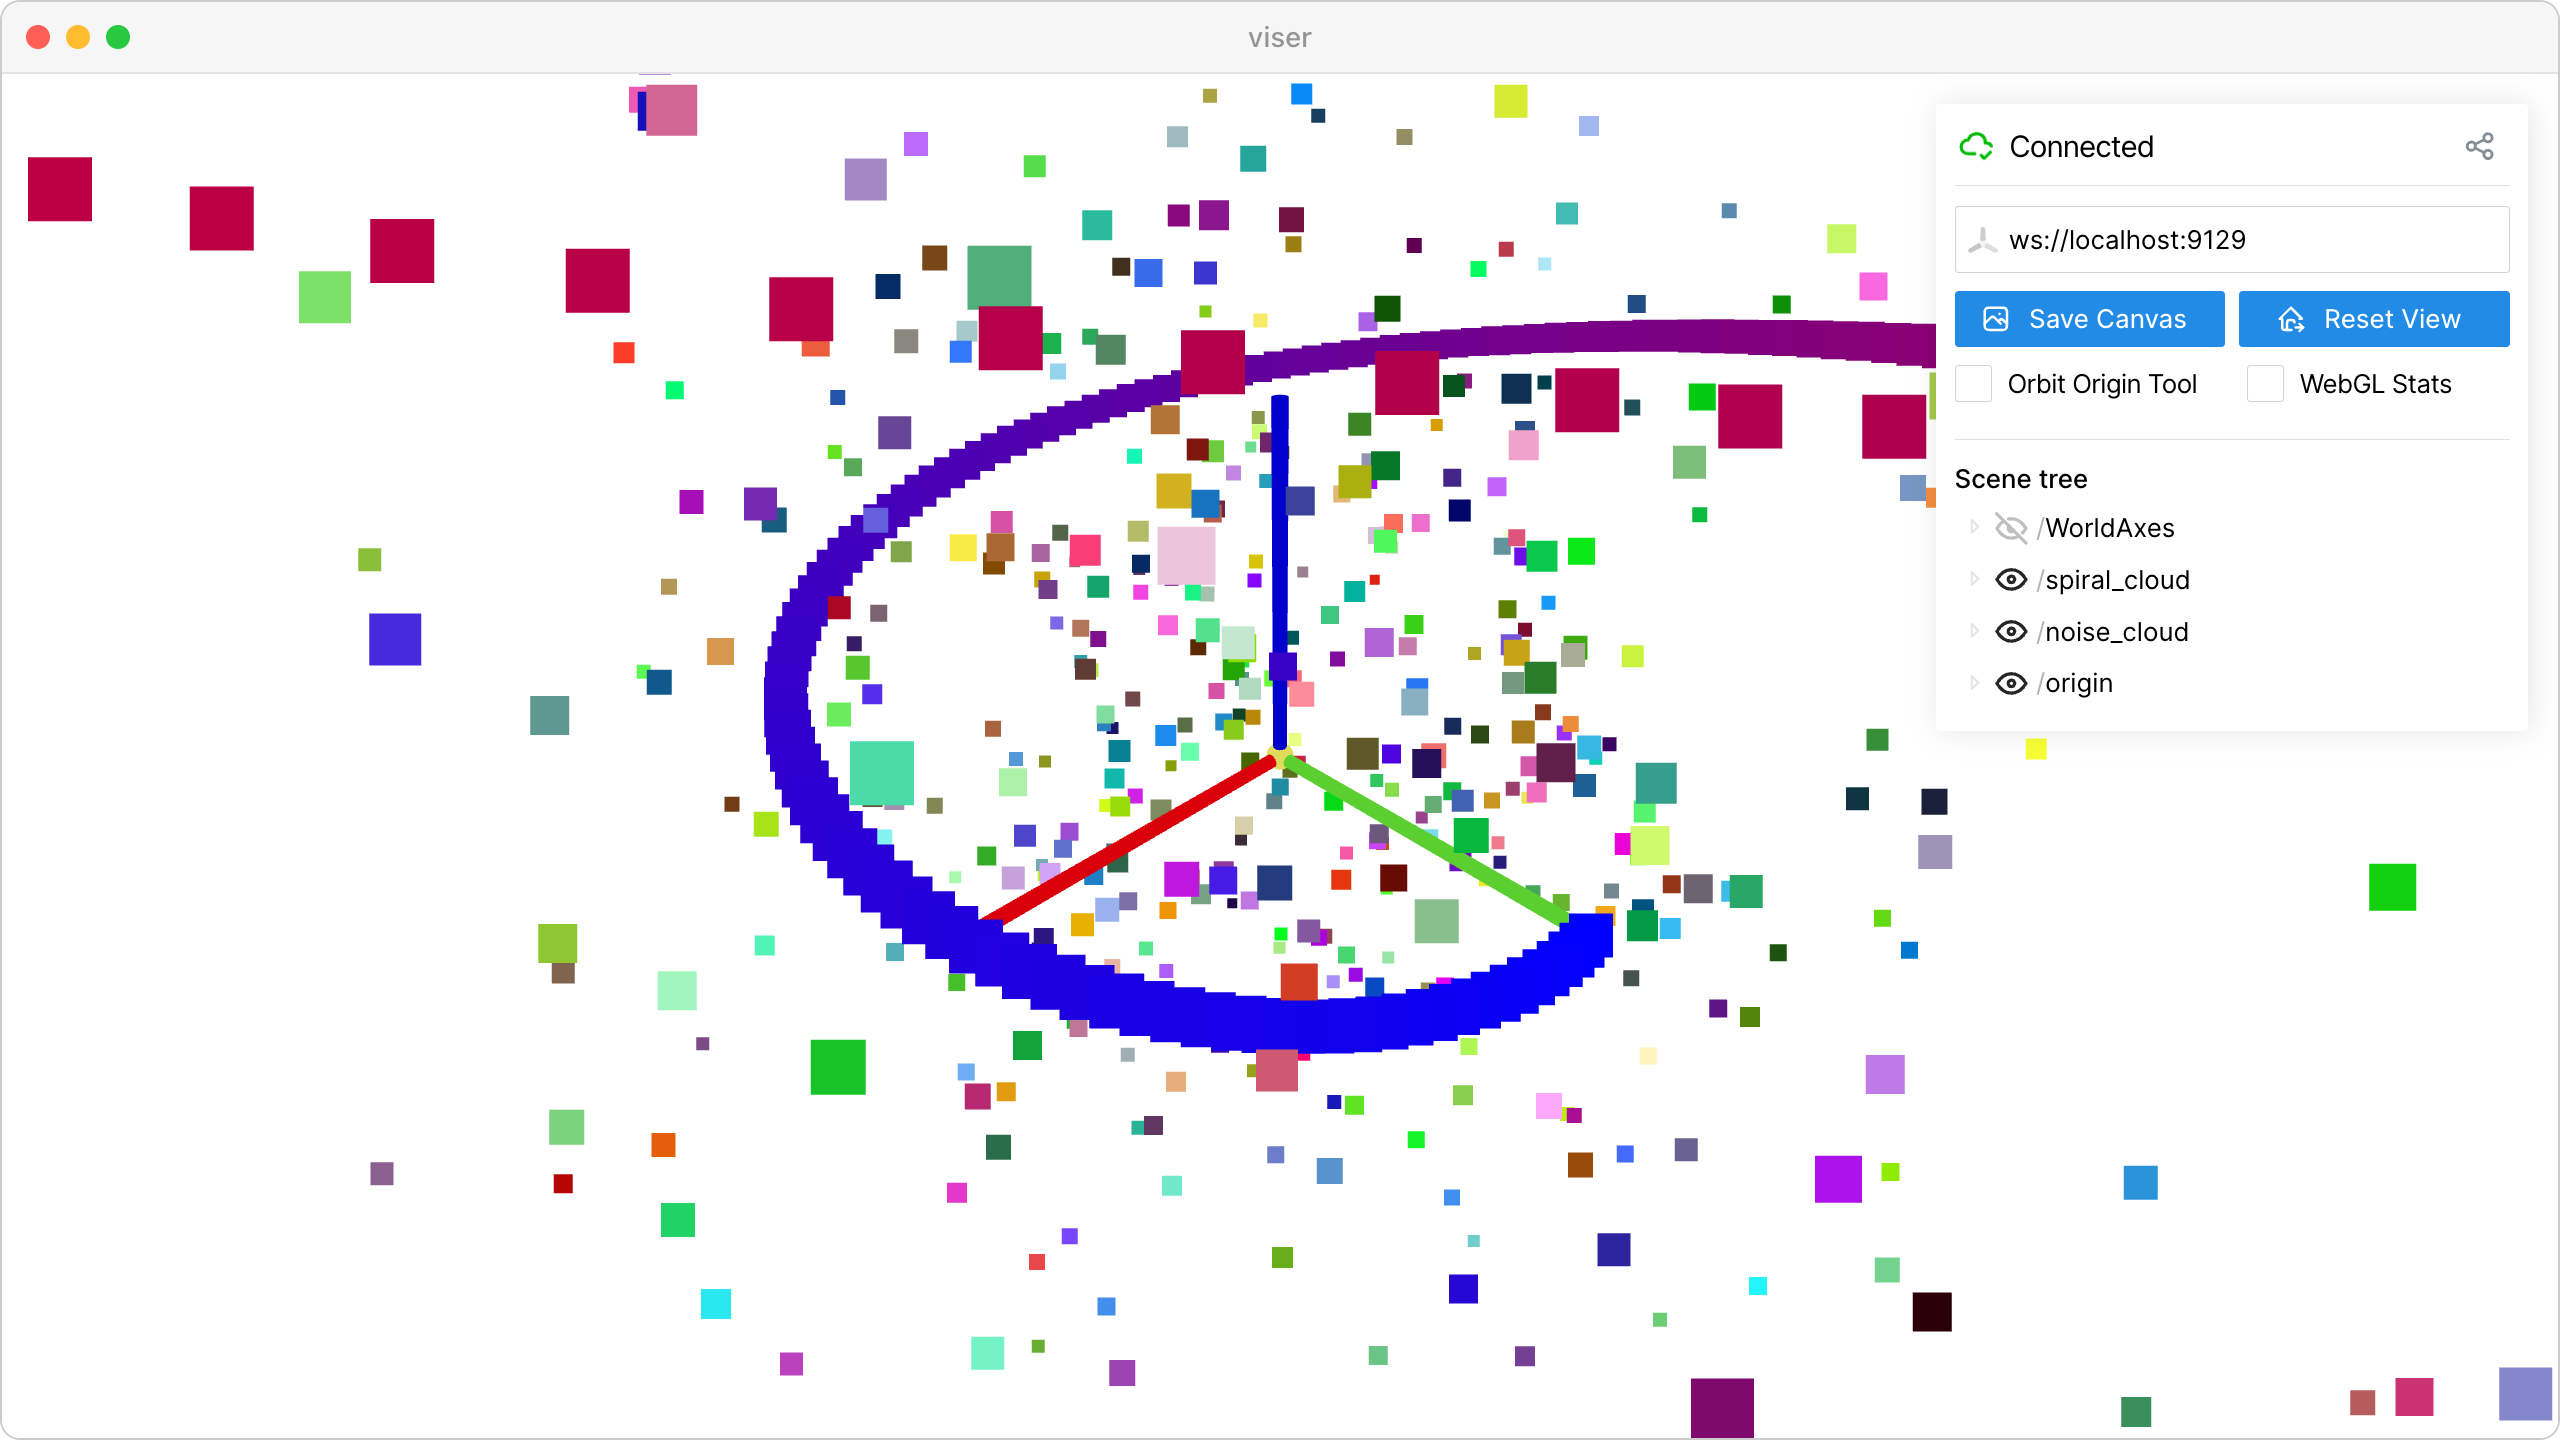 viser
Connected
ws://localhost:9129
Save Canvas
Reset View
Orbit Origin Tool
WebGL Stats
Scene tree
/WorldAxes
/spiral_cloud
/noise_cloud
/origin